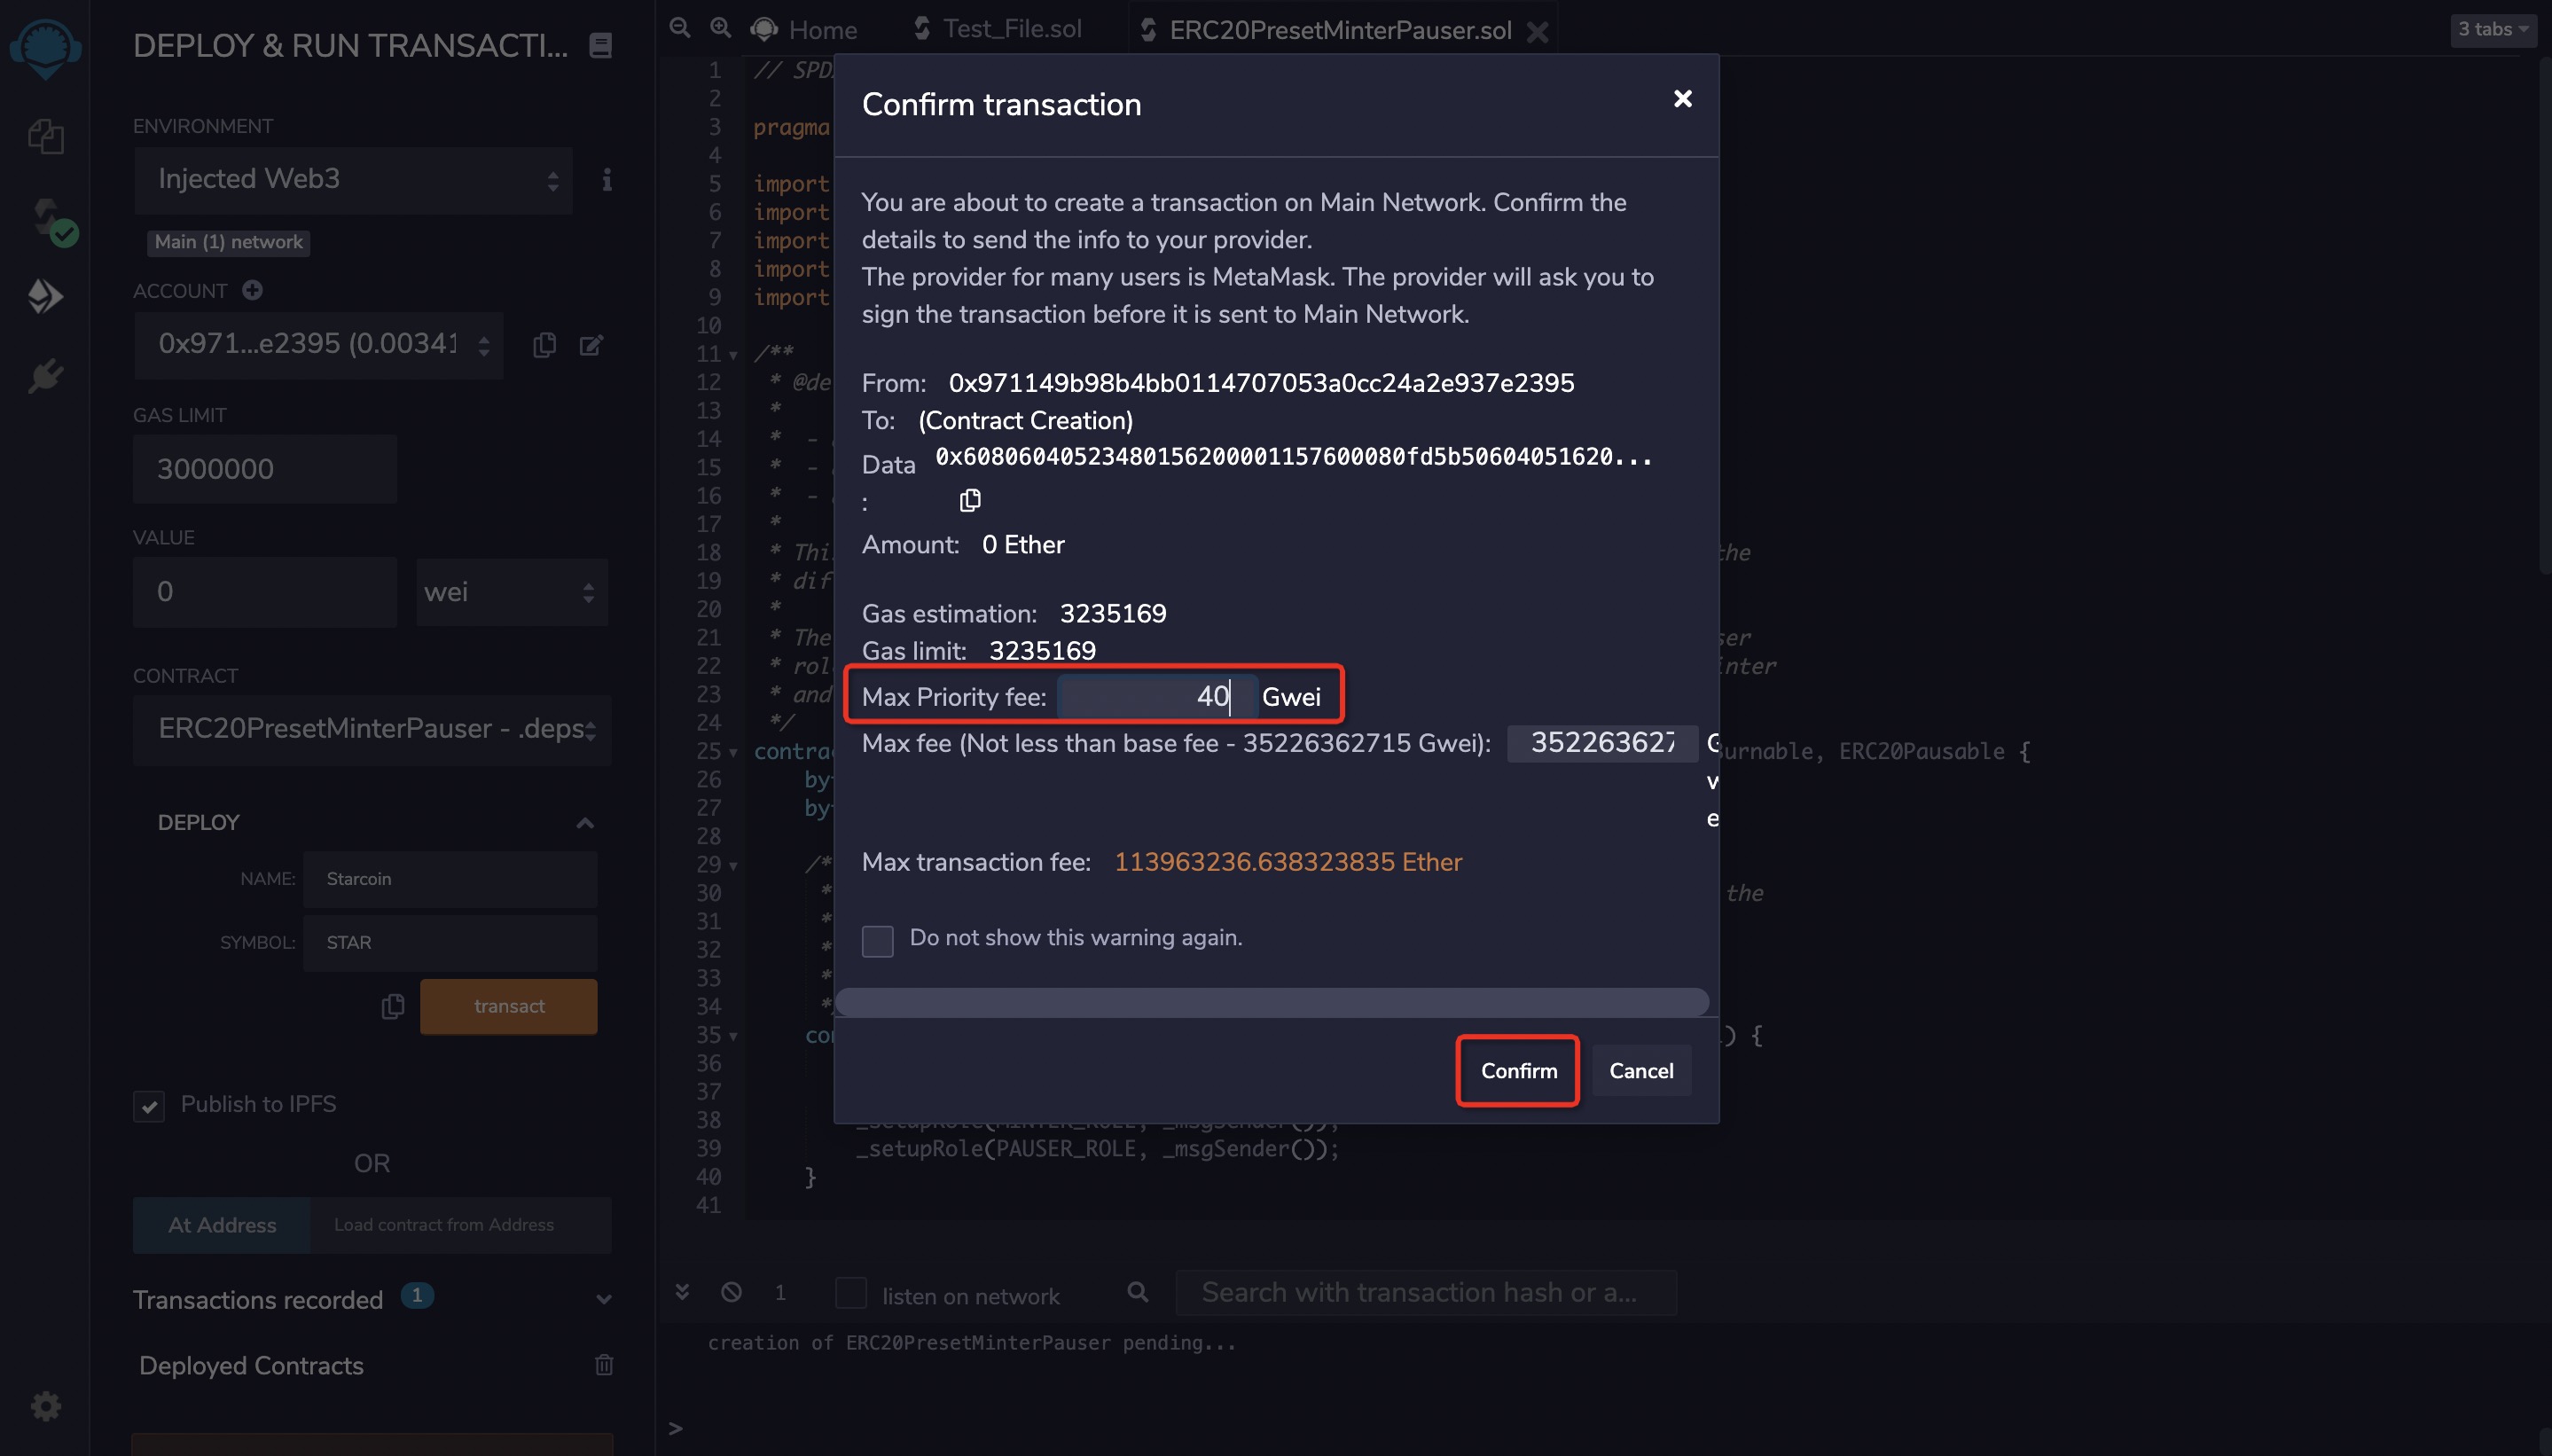 DEPLOY & RUN TRANSACTI...
ENVIRONMENT
Injected Web3
Main (1) network
ACCOUNT
0x971...e2395 (0.00341
GAS LIMIT
3000000
VALUE
0
wei
CONTRACT
ERC20PresetMinterPauser - .deps
DEPLOY
NAME:
Starcoin
SYMBOL:
STAR
transact
Publish to IPFS
OR
At Address
Load contract from Address
Transactions recorded 1
Deployed Contracts
Home
Test_File.sol
ERC20PresetMinterPauser.sol
3 tabs
1 // SPD
2
3 pragma
4
5 import
6 import
7 import
8 import
9 import
10
11 /**
12 * @de
13 *
14 * -
15 * -
16 * -
17 *
18 * Thi the
19 * dif
20 *
21 * The ser
22 * rol inter
23 * and
24 */
25 contra urnable, ERC20Pausable {
26 by
27 by
28
29 /*
30 * the
31 *
32 *
33 *
34 *
35 co ) {
36
37
38 _setupRole(MINTER_ROLE, _msgSender());
39 _setupRole(PAUSER_ROLE, _msgSender());
40 }
41
Confirm transaction
You are about to create a transaction on Main Network. Confirm the
details to send the info to your provider.
The provider for many users is MetaMask. The provider will ask you to
sign the transaction before it is sent to Main Network.
From: 0x971149b98b4bb0114707053a0cc24a2e937e2395
To: (Contract Creation)
Data 0x60806040523480156200001157600080fd5b50604051620...
:
Amount: 0 Ether
Gas estimation: 3235169
Gas limit: 3235169
Max Priority fee: 40 Gwei
Max fee (Not less than base fee - 35226362715 Gwei): 352263627 G
w
e
Max transaction fee: 113963236.638323835 Ether
Do not show this warning again.
Confirm
Cancel
1
listen on network
Search with transaction hash or a...
creation of ERC20PresetMinterPauser pending...
>